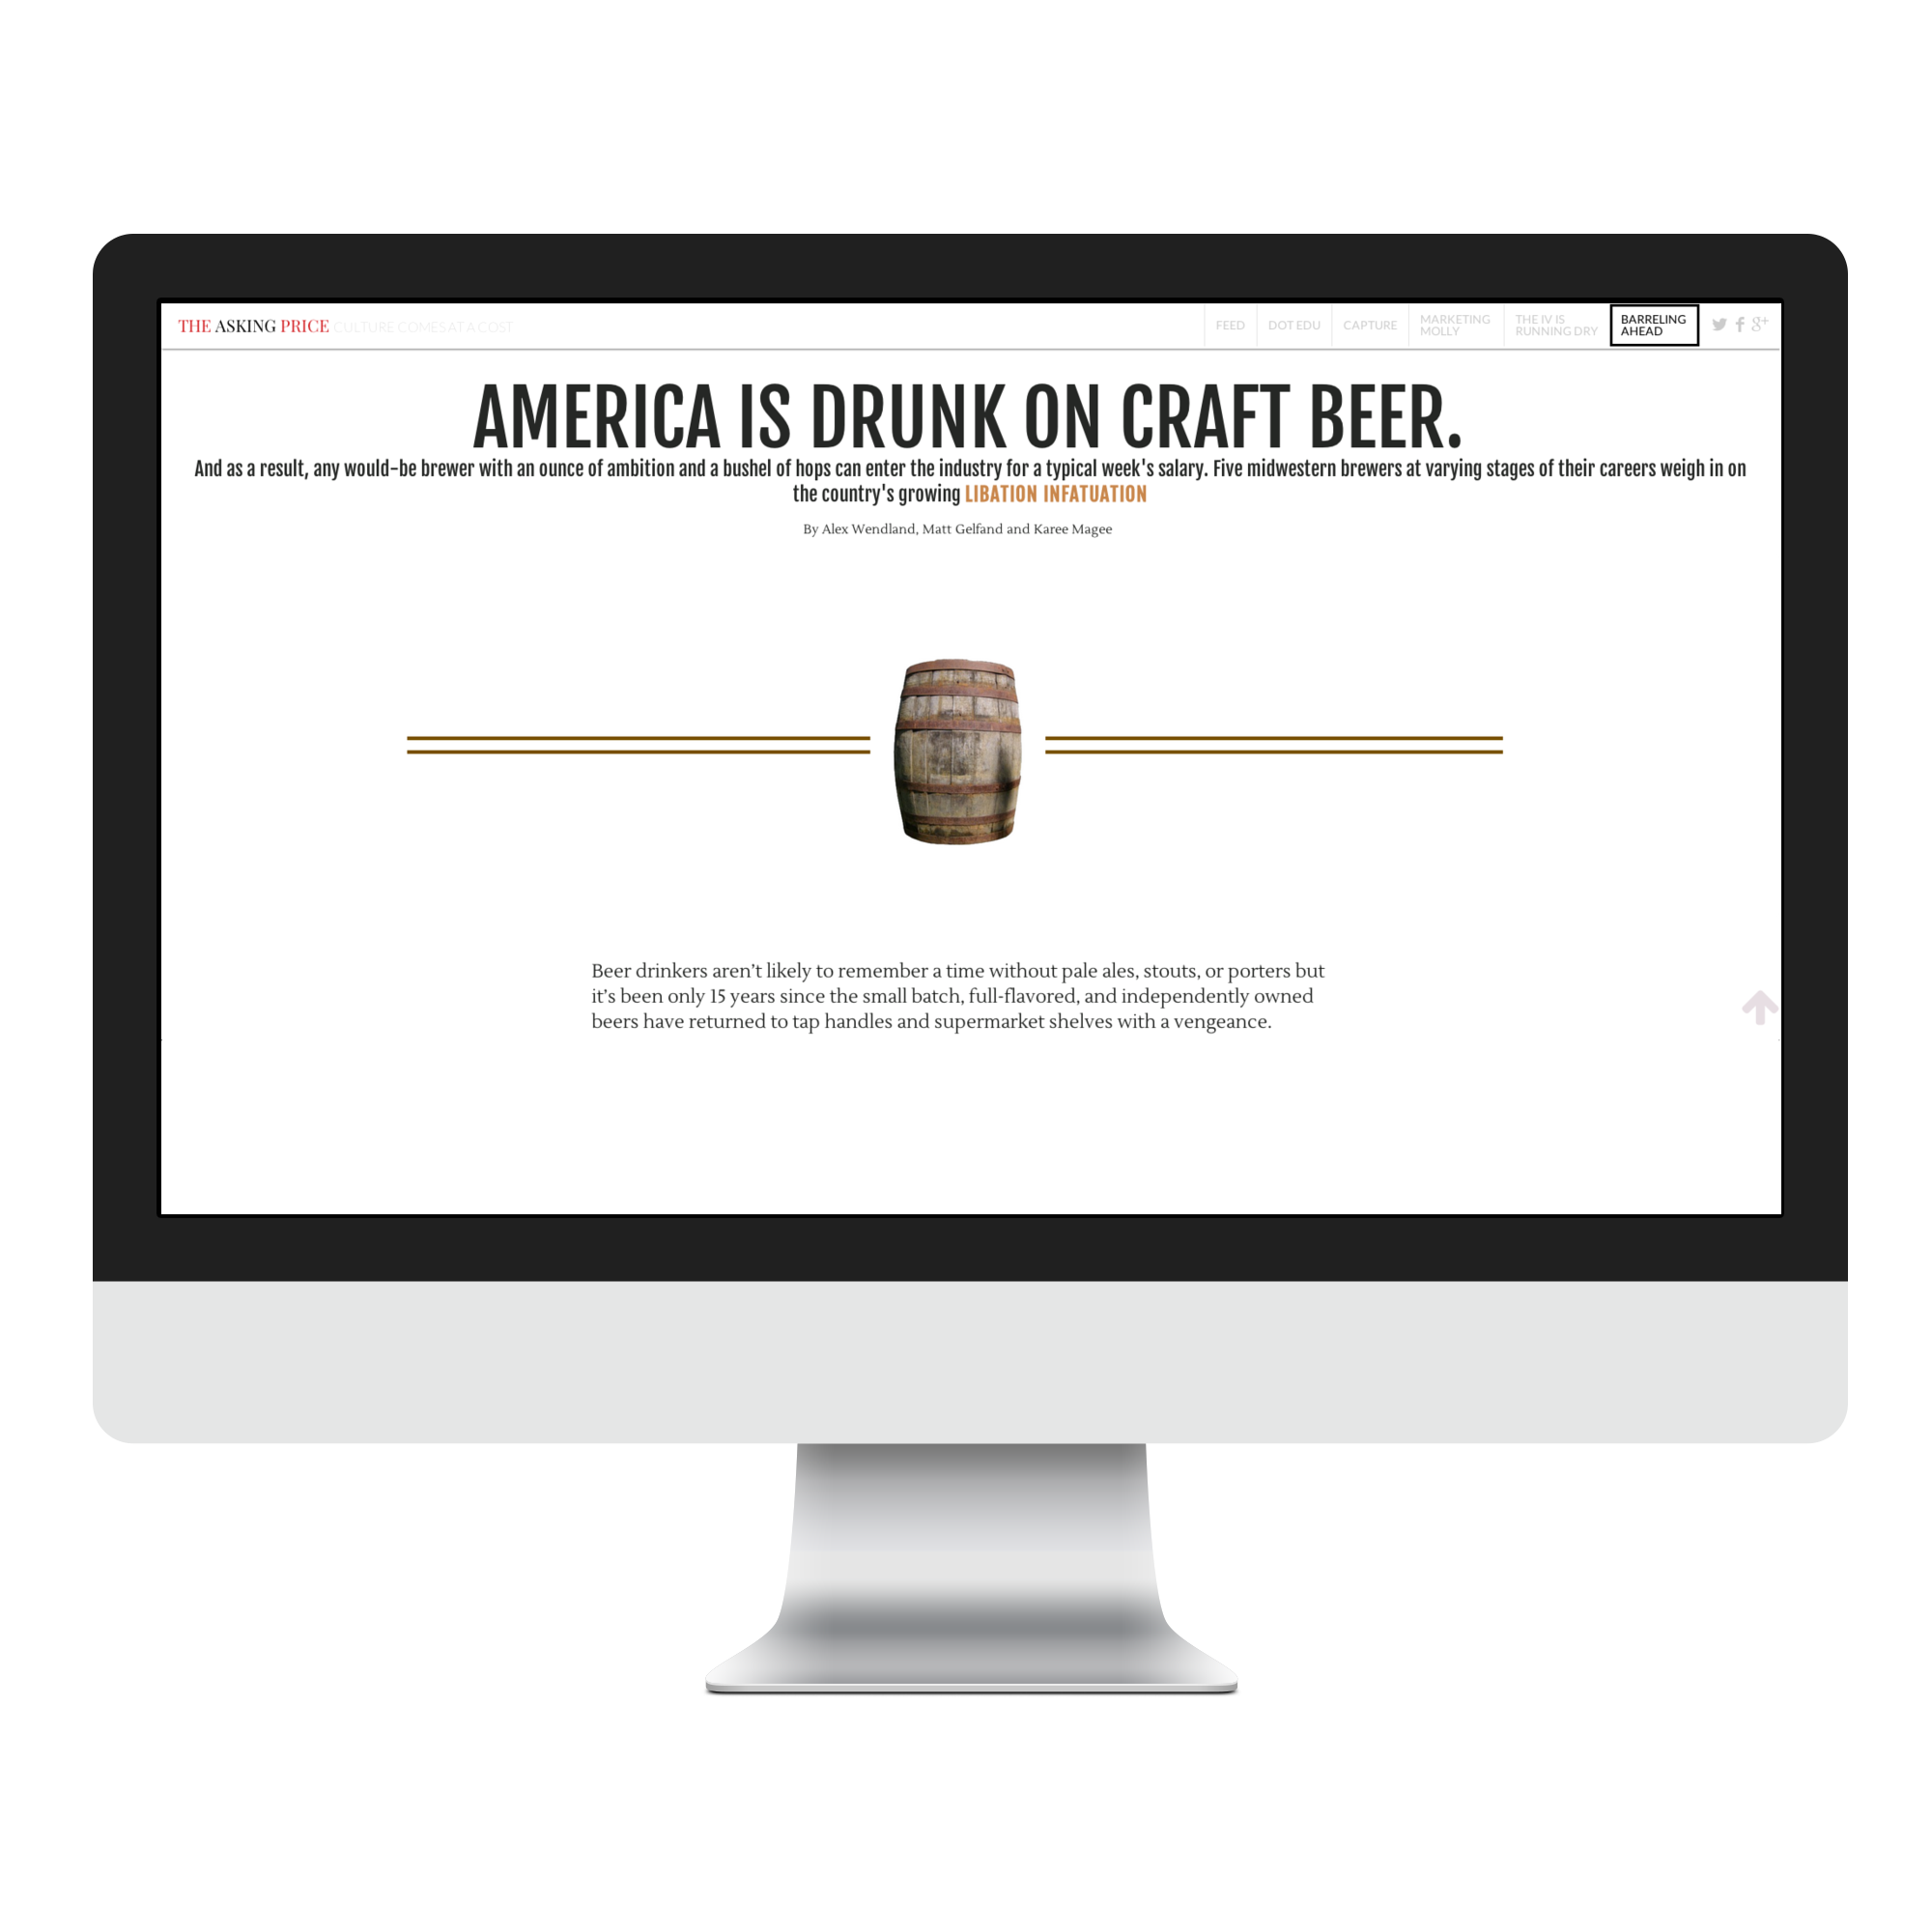 THE ASKING PRICE CULTURE COMES AT A COST
FEED
DOT EDU
CAPTURE
MARKETING
MOLLY
THE IV IS
RUNNING DRY
BARRELING
AHEAD
AMERICA IS DRUNK ON CRAFT BEER.
And as a result, any would-be brewer with an ounce of ambition and a bushel of hops can enter the industry for a typical week's salary. Five midwestern brewers at varying stages of their careers weigh in on
the country's growing LIBATION INFATUATION
By Alex Wendland, Matt Gelfand and Karee Magee
Beer drinkers aren’t likely to remember a time without pale ales, stouts, or porters but
it’s been only 15 years since the small batch, full-flavored, and independently owned
beers have returned to tap handles and supermarket shelves with a vengeance.